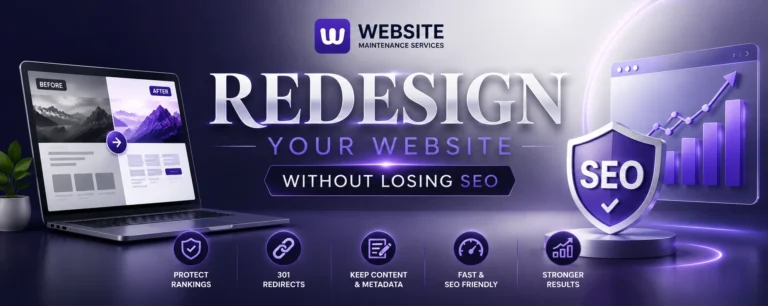 W
WEBSITE
MAINTENANCE SERVICES
BEFORE
AFTER
REDESIGN
YOUR WEBSITE
WITHOUT LOSING SEO
SEO
PROTECT
RANKINGS
301
REDIRECTS
KEEP CONTENT
& METADATA
FAST &
SEO FRIENDLY
STRONGER
RESULTS